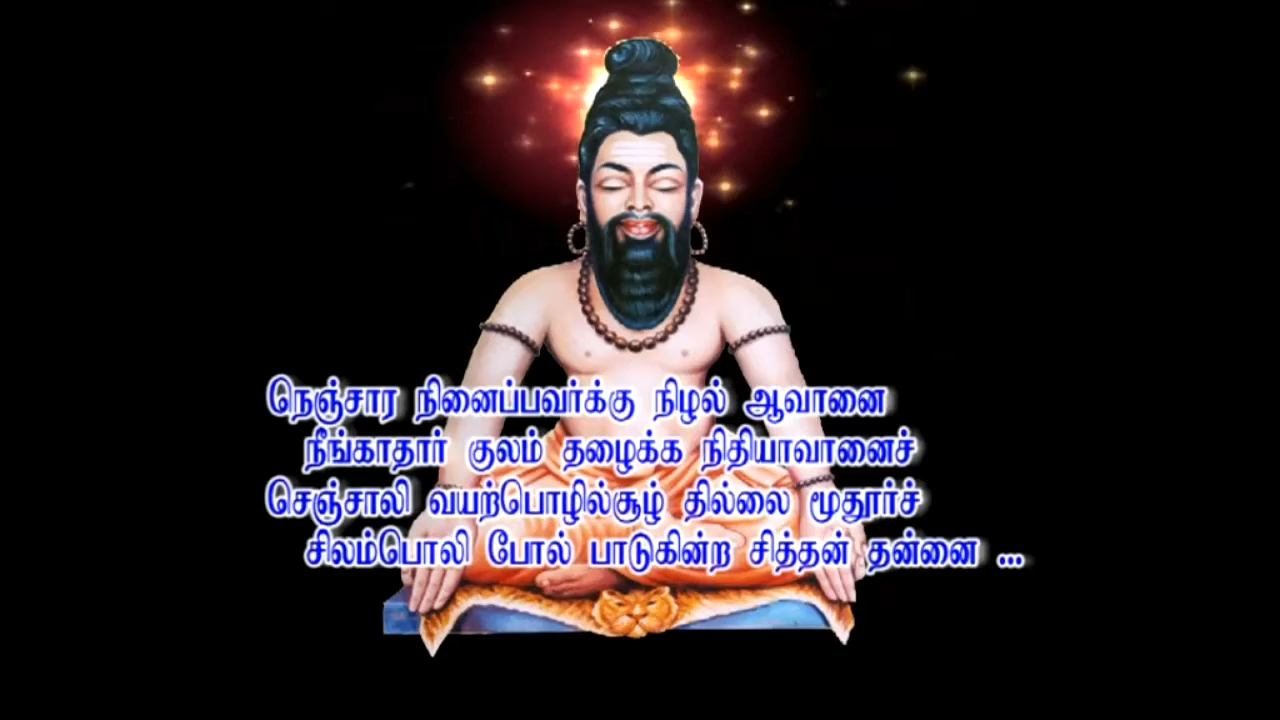 நெஞ்சார நினைப்பவர்க்கு நிழல் ஆவானை
நீங்காதார் குலம் தழைக்க நிதியாவானைச்
செஞ்சாலி வயற்பொழில்சூழ் தில்லை மூதூர்ச்
சிலம்பொலி போல் பாடுகின்ற சித்தன் தன்னை ...